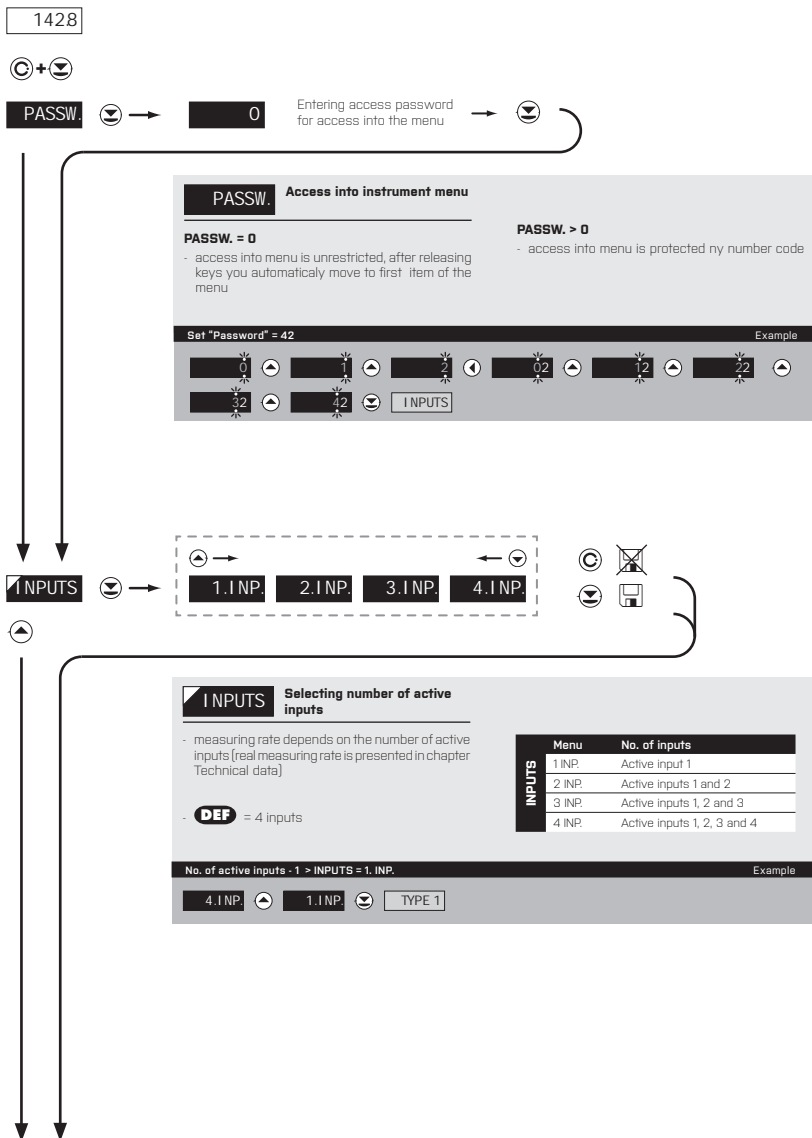 1428
C + 
PASSW. 0 Entering access password
for access into the menu
PASSW. Access into instrument menu
PASSW. = 0
- access into menu is unrestricted, after releasing
keys you automaticaly move to first item of the
menu
PASSW. > 0
- access into menu is protected ny number code
Set "Password" = 42 Example
0 1 2 02 12 22
32 42 INPUTS
INPUTS 1.INP. 2.INP. 3.INP. 4.INP. C
INPUTS Selecting number of active
inputs
- measuring rate depends on the number of active
inputs (real measuring rate is presented in chapter
Technical data)
- DEF = 4 inputs
INPUTS
Menu No. of inputs
1 INP. Active input 1
2 INP. Active inputs 1 and 2
3 INP. Active inputs 1, 2 and 3
4 INP. Active inputs 1, 2, 3 and 4
No. of active inputs - 1 > INPUTS = 1. INP. Example
4.INP. 1.INP. TYPE 1